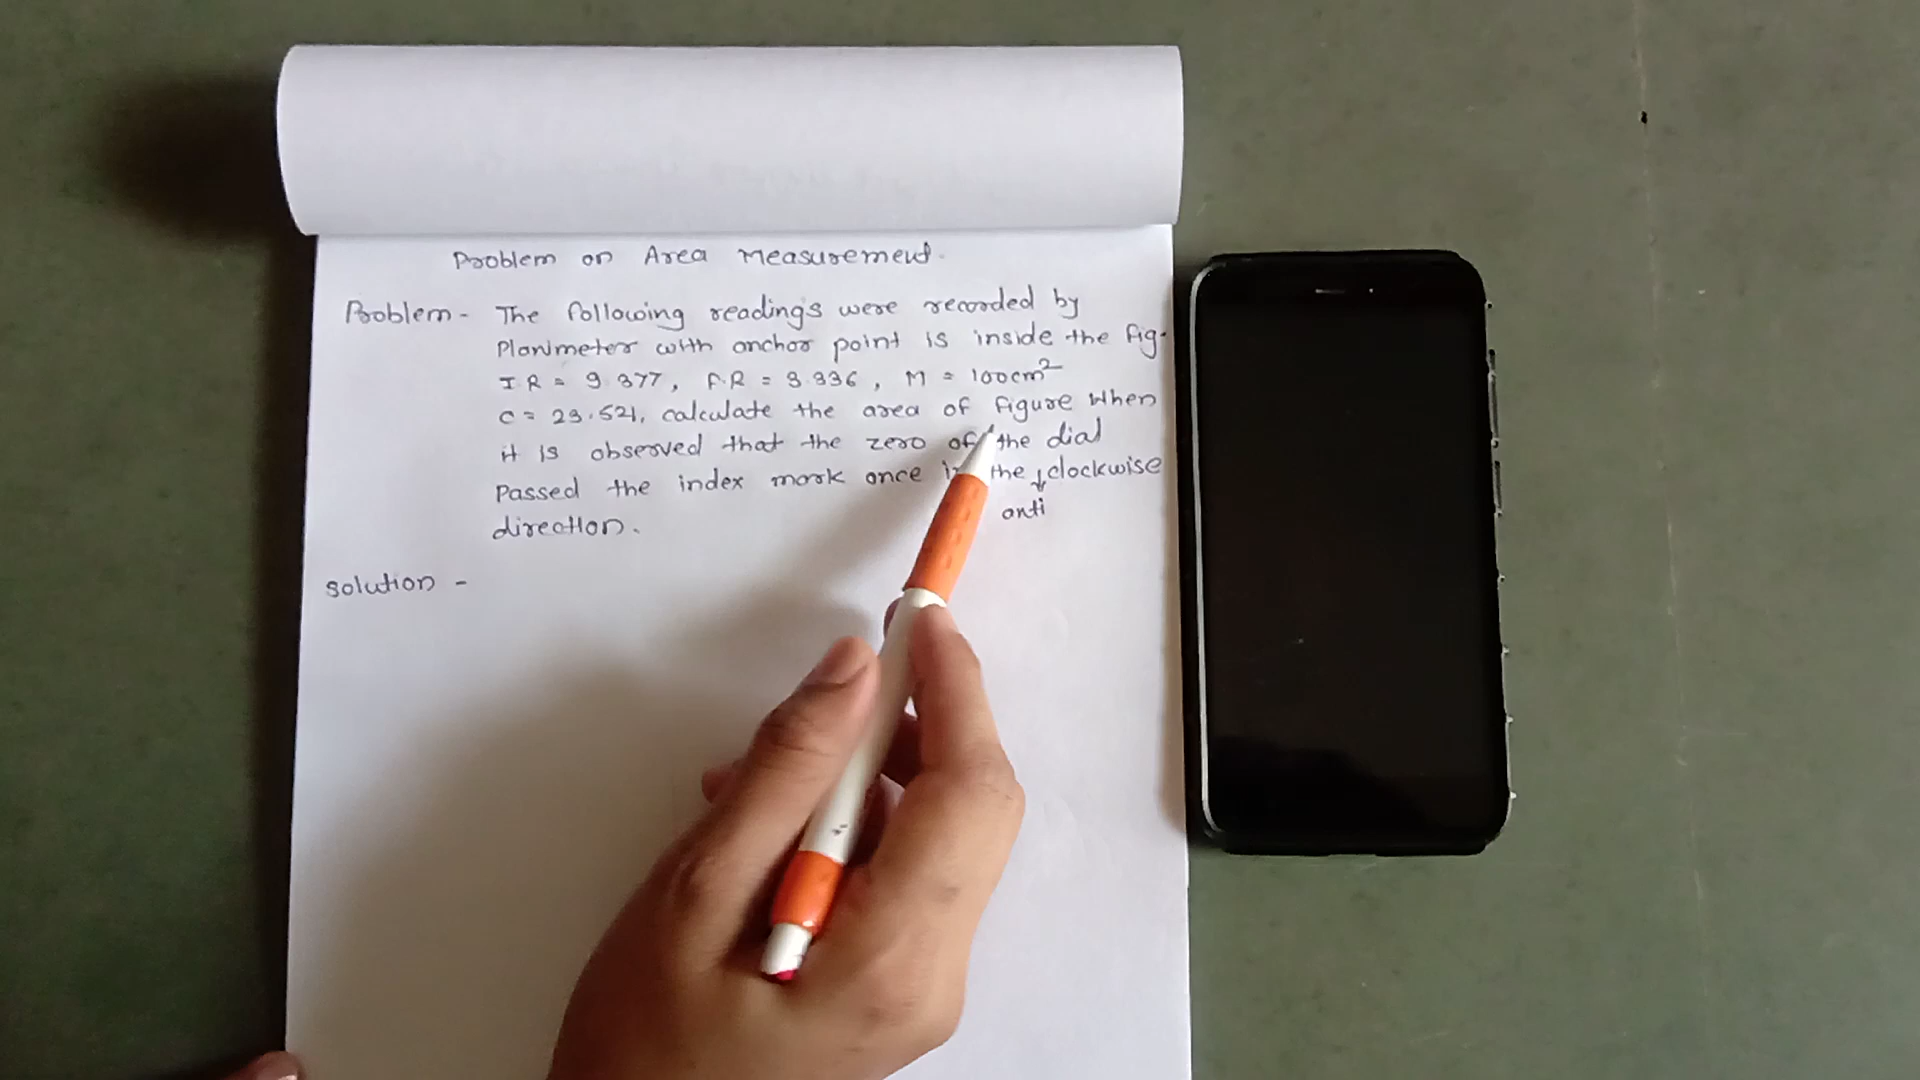 Problem on Area Measurement.
Problem - The following readings were recorded by
Planimeter with anchor point is inside the fig.
I R = 9.377, F.R = 3.336, M = 100cm²
C = 23.521, calculate the area of figure When
it is observed that the zero of the dial
Passed the index mark once in the clockwise
anti
direction.
Solution -